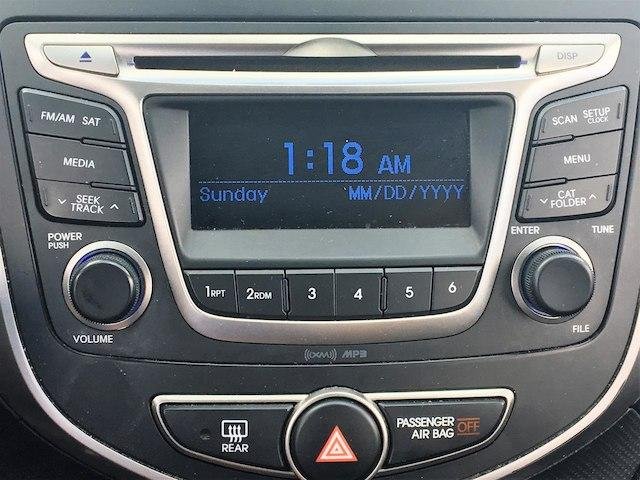 DISP
FM/AM SAT
SCAN SETUP
CLOCK
1:18 AM
MEDIA
MENU
Sunday MM/DD/YYYY
SEEK
TRACK
CAT
FOLDER
POWER
PUSH
ENTER TUNE
1RPT 2RDM 3 4 5 6
VOLUME
FILE
((XM)) MP3
REAR
PASSENGER
AIR BAG OFF